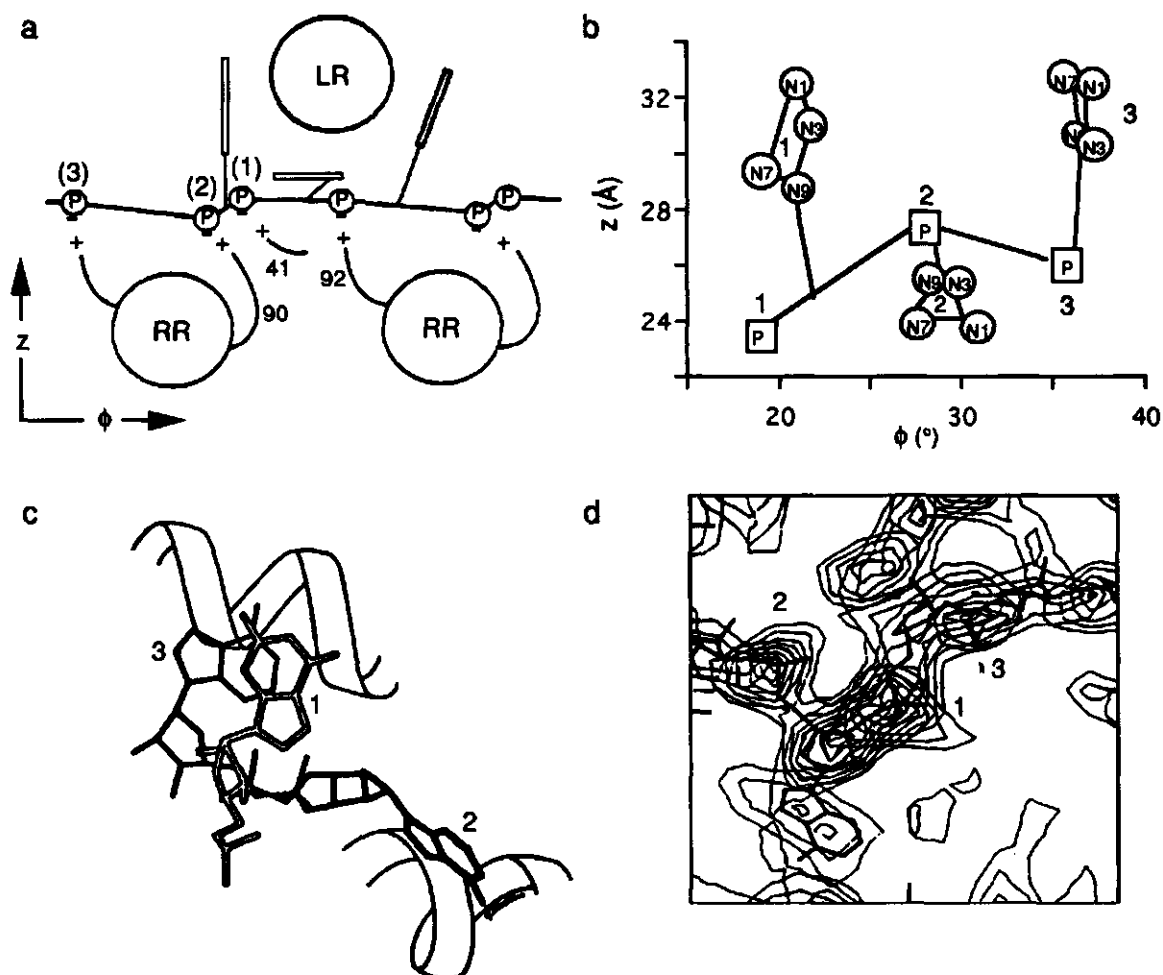 a
LR
(3)
(2)
(1)
P
P
P
P
P
P
+
+
+
+
41
92
90
RR
RR
z
ϕ
b
z (Å)
32
28
24
20
30
40
ϕ (°)
N1
N3
1
N7
N9
2
P
1
P
N9
N3
2
N7
N1
N7
N1
N3
3
P
3
c
3
1
2
d
2
3
1